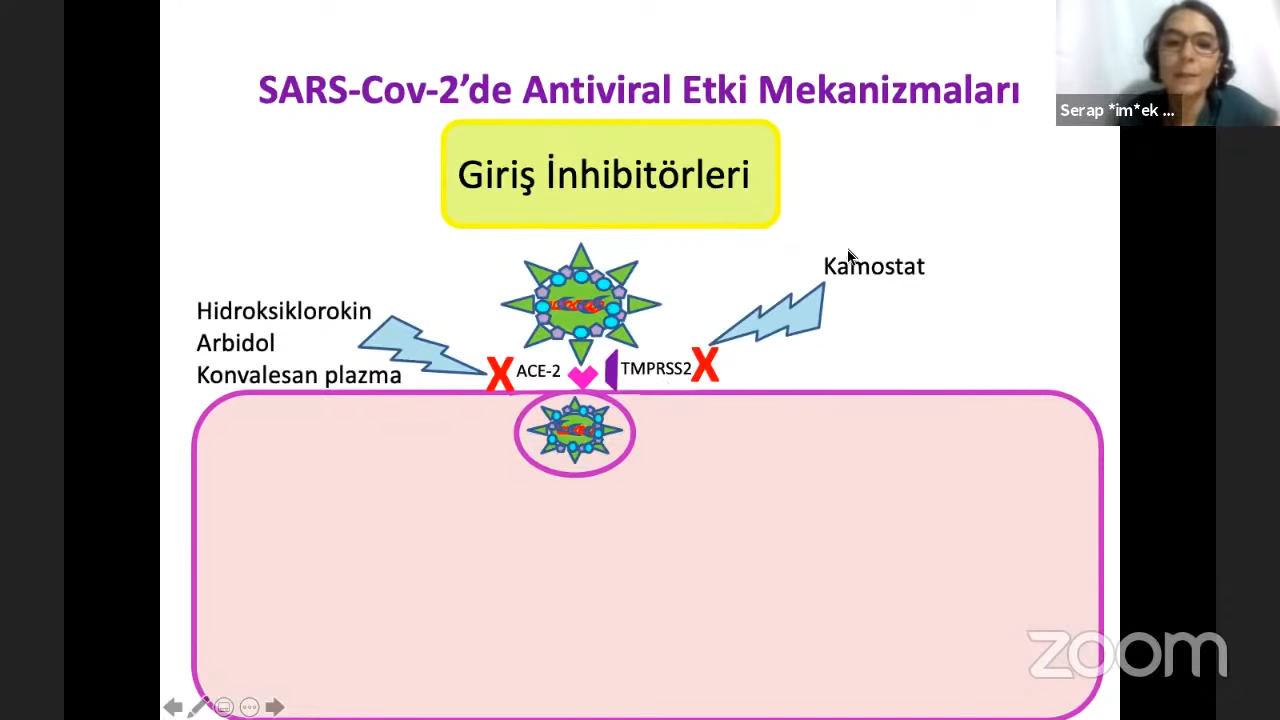 SARS-Cov-2’de Antiviral Etki Mekanizmaları
Serap *im*ek ...
Giriş İnhibitörleri
Kamostat
Hidroksiklorokin
Arbidol
Konvalesan plazma
X
ACE-2
TMPRSS2
X
zoom